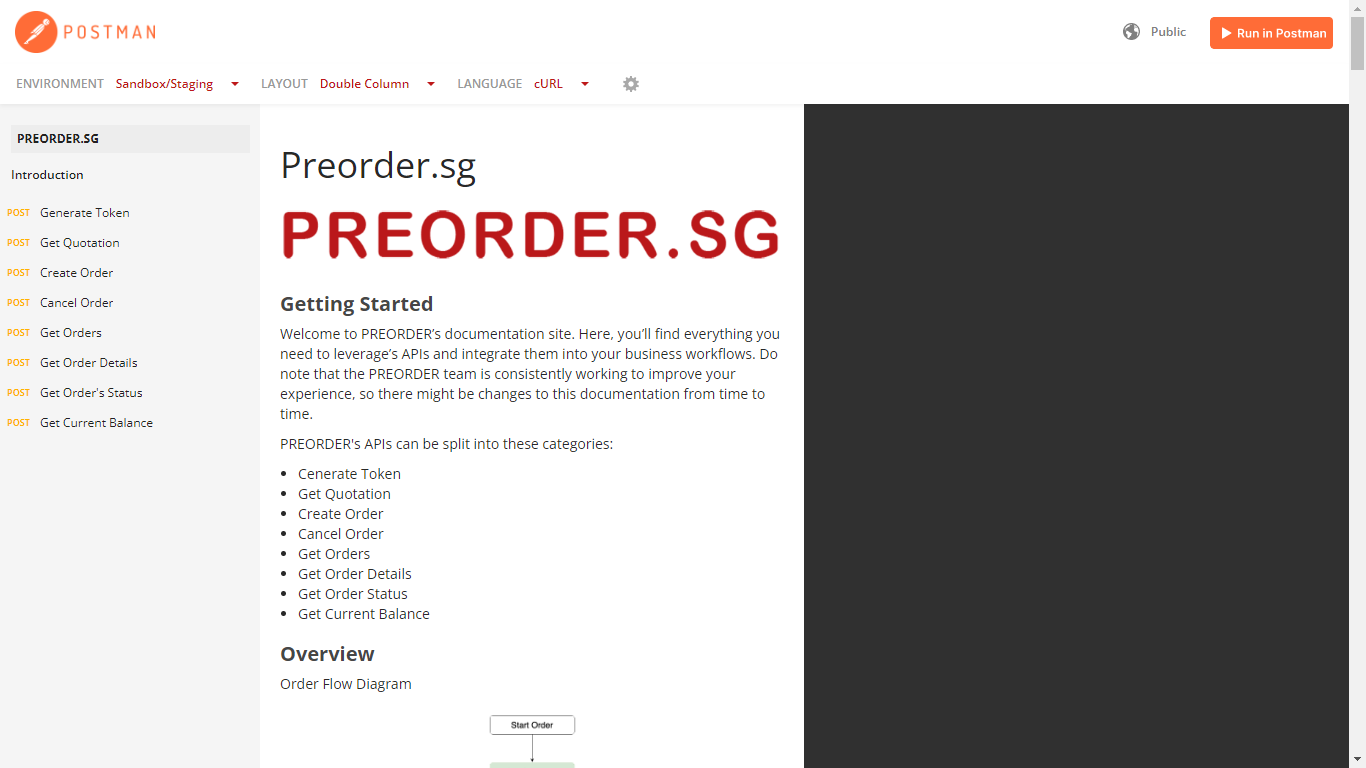 POSTMAN
Public
Run in Postman
ENVIRONMENT Sandbox/Staging LAYOUT Double Column LANGUAGE cURL
PREORDER.SG
Introduction
POST Generate Token
POST Get Quotation
POST Create Order
POST Cancel Order
POST Get Orders
POST Get Order Details
POST Get Order's Status
POST Get Current Balance
Preorder.sg
PREORDER.SG
Getting Started
Welcome to PREORDER’s documentation site. Here, you’ll find everything you
need to leverage’s APIs and integrate them into your business workflows. Do
note that the PREORDER team is consistently working to improve your
experience, so there might be changes to this documentation from time to
time.
PREORDER's APIs can be split into these categories:
• Cenerate Token
• Get Quotation
• Create Order
• Cancel Order
• Get Orders
• Get Order Details
• Get Order Status
• Get Current Balance
Overview
Order Flow Diagram
Start Order